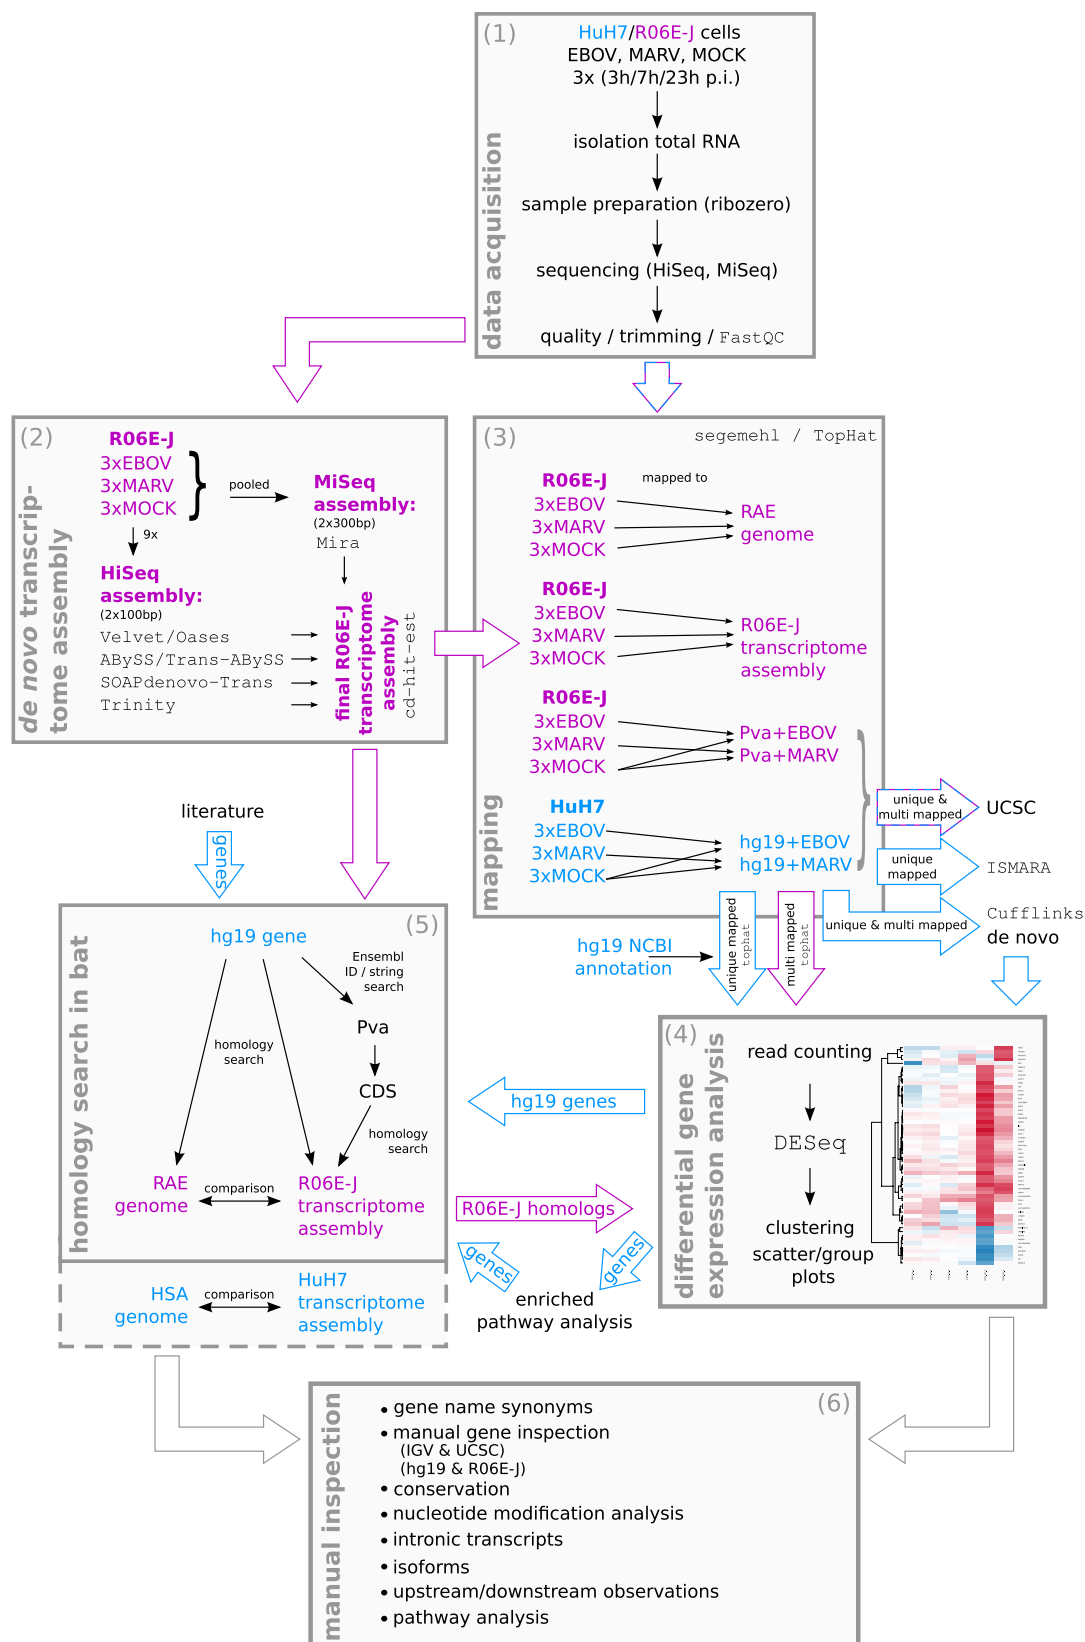 (1)
data acquisition
HuH7/R06E-J cells
EBOV, MARV, MOCK
3x (3h/7h/23h p.i.)
isolation total RNA
sample preparation (ribozero)
sequencing (HiSeq, MiSeq)
quality / trimming / FastQC
(2)
de novo transcrip-
tome assembly
R06E-J
3xEBOV
3xMARV
3xMOCK
pooled
9x
MiSeq
assembly:
(2x300bp)
Mira
HiSeq
assembly:
(2x100bp)
Velvet/Oases
ABySS/Trans-ABySS
SOAPdenovo-Trans
Trinity
final R06E-J
transcriptome
assembly
cd-hit-est
(3)
mapping
segemehl / TopHat
R06E-J
mapped to
3xEBOV
3xMARV
3xMOCK
RAE
genome
R06E-J
3xEBOV
3xMARV
3xMOCK
R06E-J
transcriptome
assembly
R06E-J
3xEBOV
3xMARV
3xMOCK
Pva+EBOV
Pva+MARV
HuH7
3xEBOV
3xMARV
3xMOCK
hg19+EBOV
hg19+MARV
unique &
multi mapped
UCSC
unique
mapped
ISMARA
unique & multi mapped
Cufflinks
de novo
unique mapped
tophat
multi mapped
tophat
hg19 NCBI
annotation
literature
genes
(5)
homology search in bat
hg19 gene
Ensembl
ID / string
search
Pva
homology
search
CDS
homology
search
RAE
genome
comparison
R06E-J
transcriptome
assembly
HSA
genome
comparison
HuH7
transcriptome
assembly
hg19 genes
R06E-J homologs
genes
genes
enriched
pathway analysis
(4)
differential gene
expression analysis
read counting
DESeq
clustering
scatter/group
plots
(6)
manual inspection
• gene name synonyms
• manual gene inspection
(IGV & UCSC)
(hg19 & R06E-J)
• conservation
• nucleotide modification analysis
• intronic transcripts
• isoforms
• upstream/downstream observations
• pathway analysis